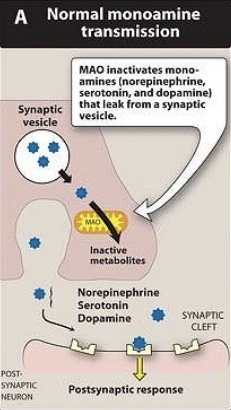 A Normal monoamine
transmission
MAO inactivates mono-
amines (norepinephrine,
serotonin, and dopamine)
that leak from a synaptic
vesicle.
Synaptic
vesicle
MAO
Inactive
metabolites
Norepinephrine
Serotonin
Dopamine
SYNAPTIC
CLEFT
POST-
SYNAPTIC
NEURON
Postsynaptic response